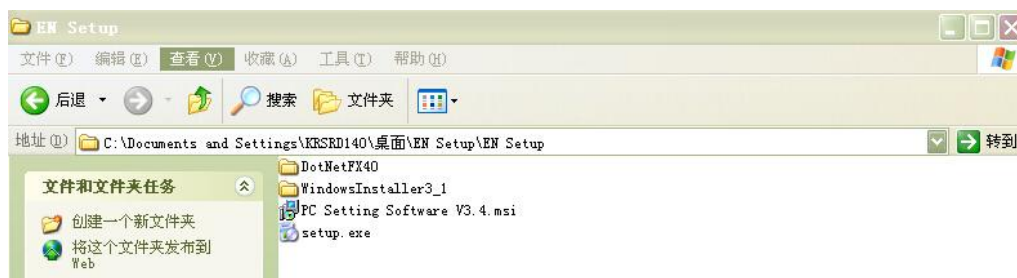 EN Setup
文件(F) 编辑(E) 查看(V) 收藏(A) 工具(T) 帮助(H)
后退 搜索 文件夹
地址(D) C:\Documents and Settings\KRSRD140\桌面\EN Setup\EN Setup 转到
文件和文件夹任务
创建一个新文件夹
将这个文件夹发布到
Web
DotNetFX40
WindowsInstaller3_1
PC Setting Software V3.4.msi
setup.exe